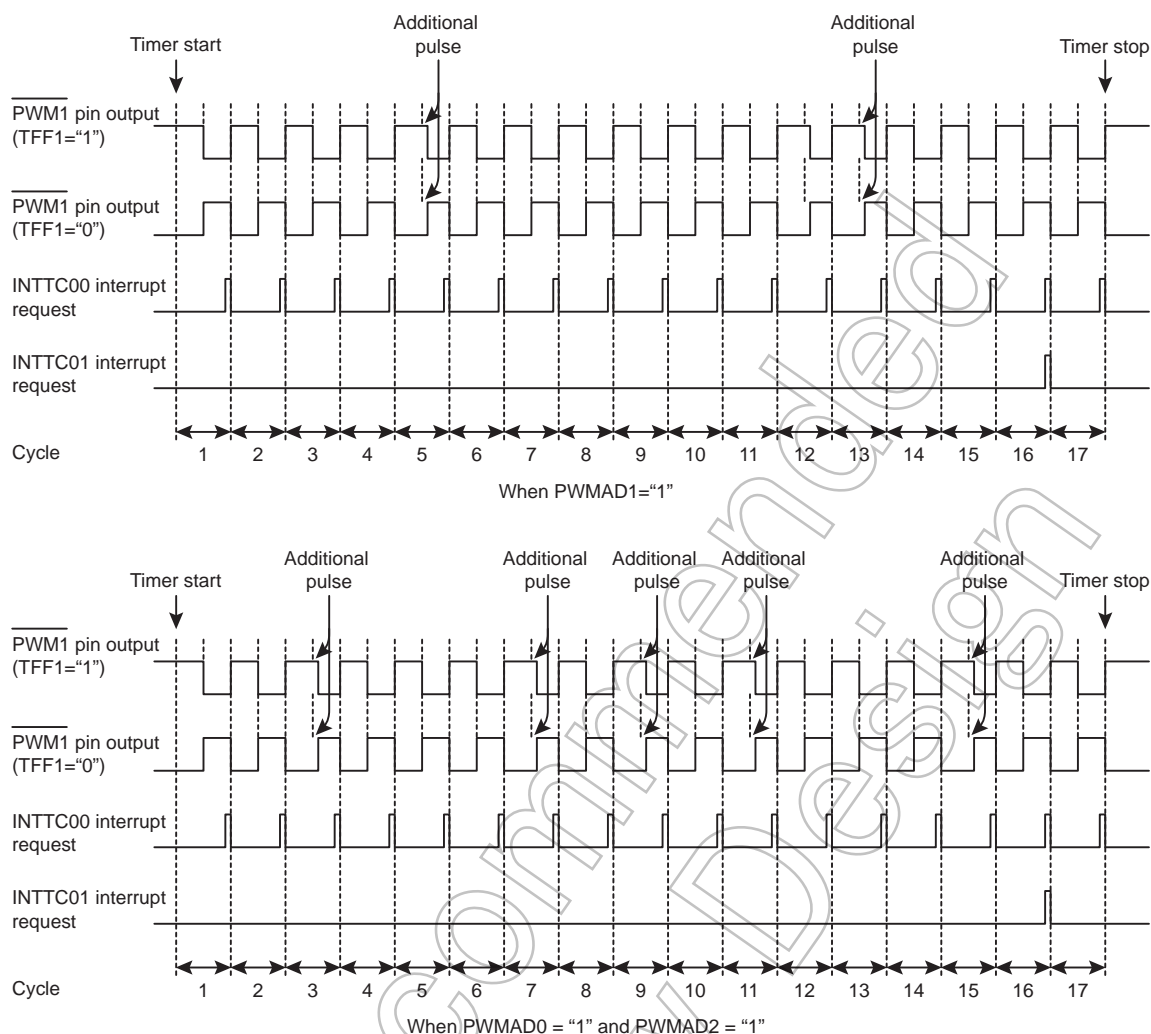 Additional
pulse
Additional
pulse
Timer start
Timer stop
PWM1 pin output
(TFF1=“1”)
PWM1 pin output
(TFF1=“0”)
INTTC00 interrupt
request
INTTC01 interrupt
request
Cycle 1 2 3 4 5 6 7 8 9 10 11 12 13 14 15 16 17
When PWMAD1=“1”
Additional
pulse
Additional
pulse
Additional
pulse
Additional
pulse
Additional
pulse
Timer start
Timer stop
PWM1 pin output
(TFF1=“1”)
PWM1 pin output
(TFF1=“0”)
INTTC00 interrupt
request
INTTC01 interrupt
request
Cycle 1 2 3 4 5 6 7 8 9 10 11 12 13 14 15 16 17
When PWMAD0 = “1” and PWMAD2 = “1”
commended
Design